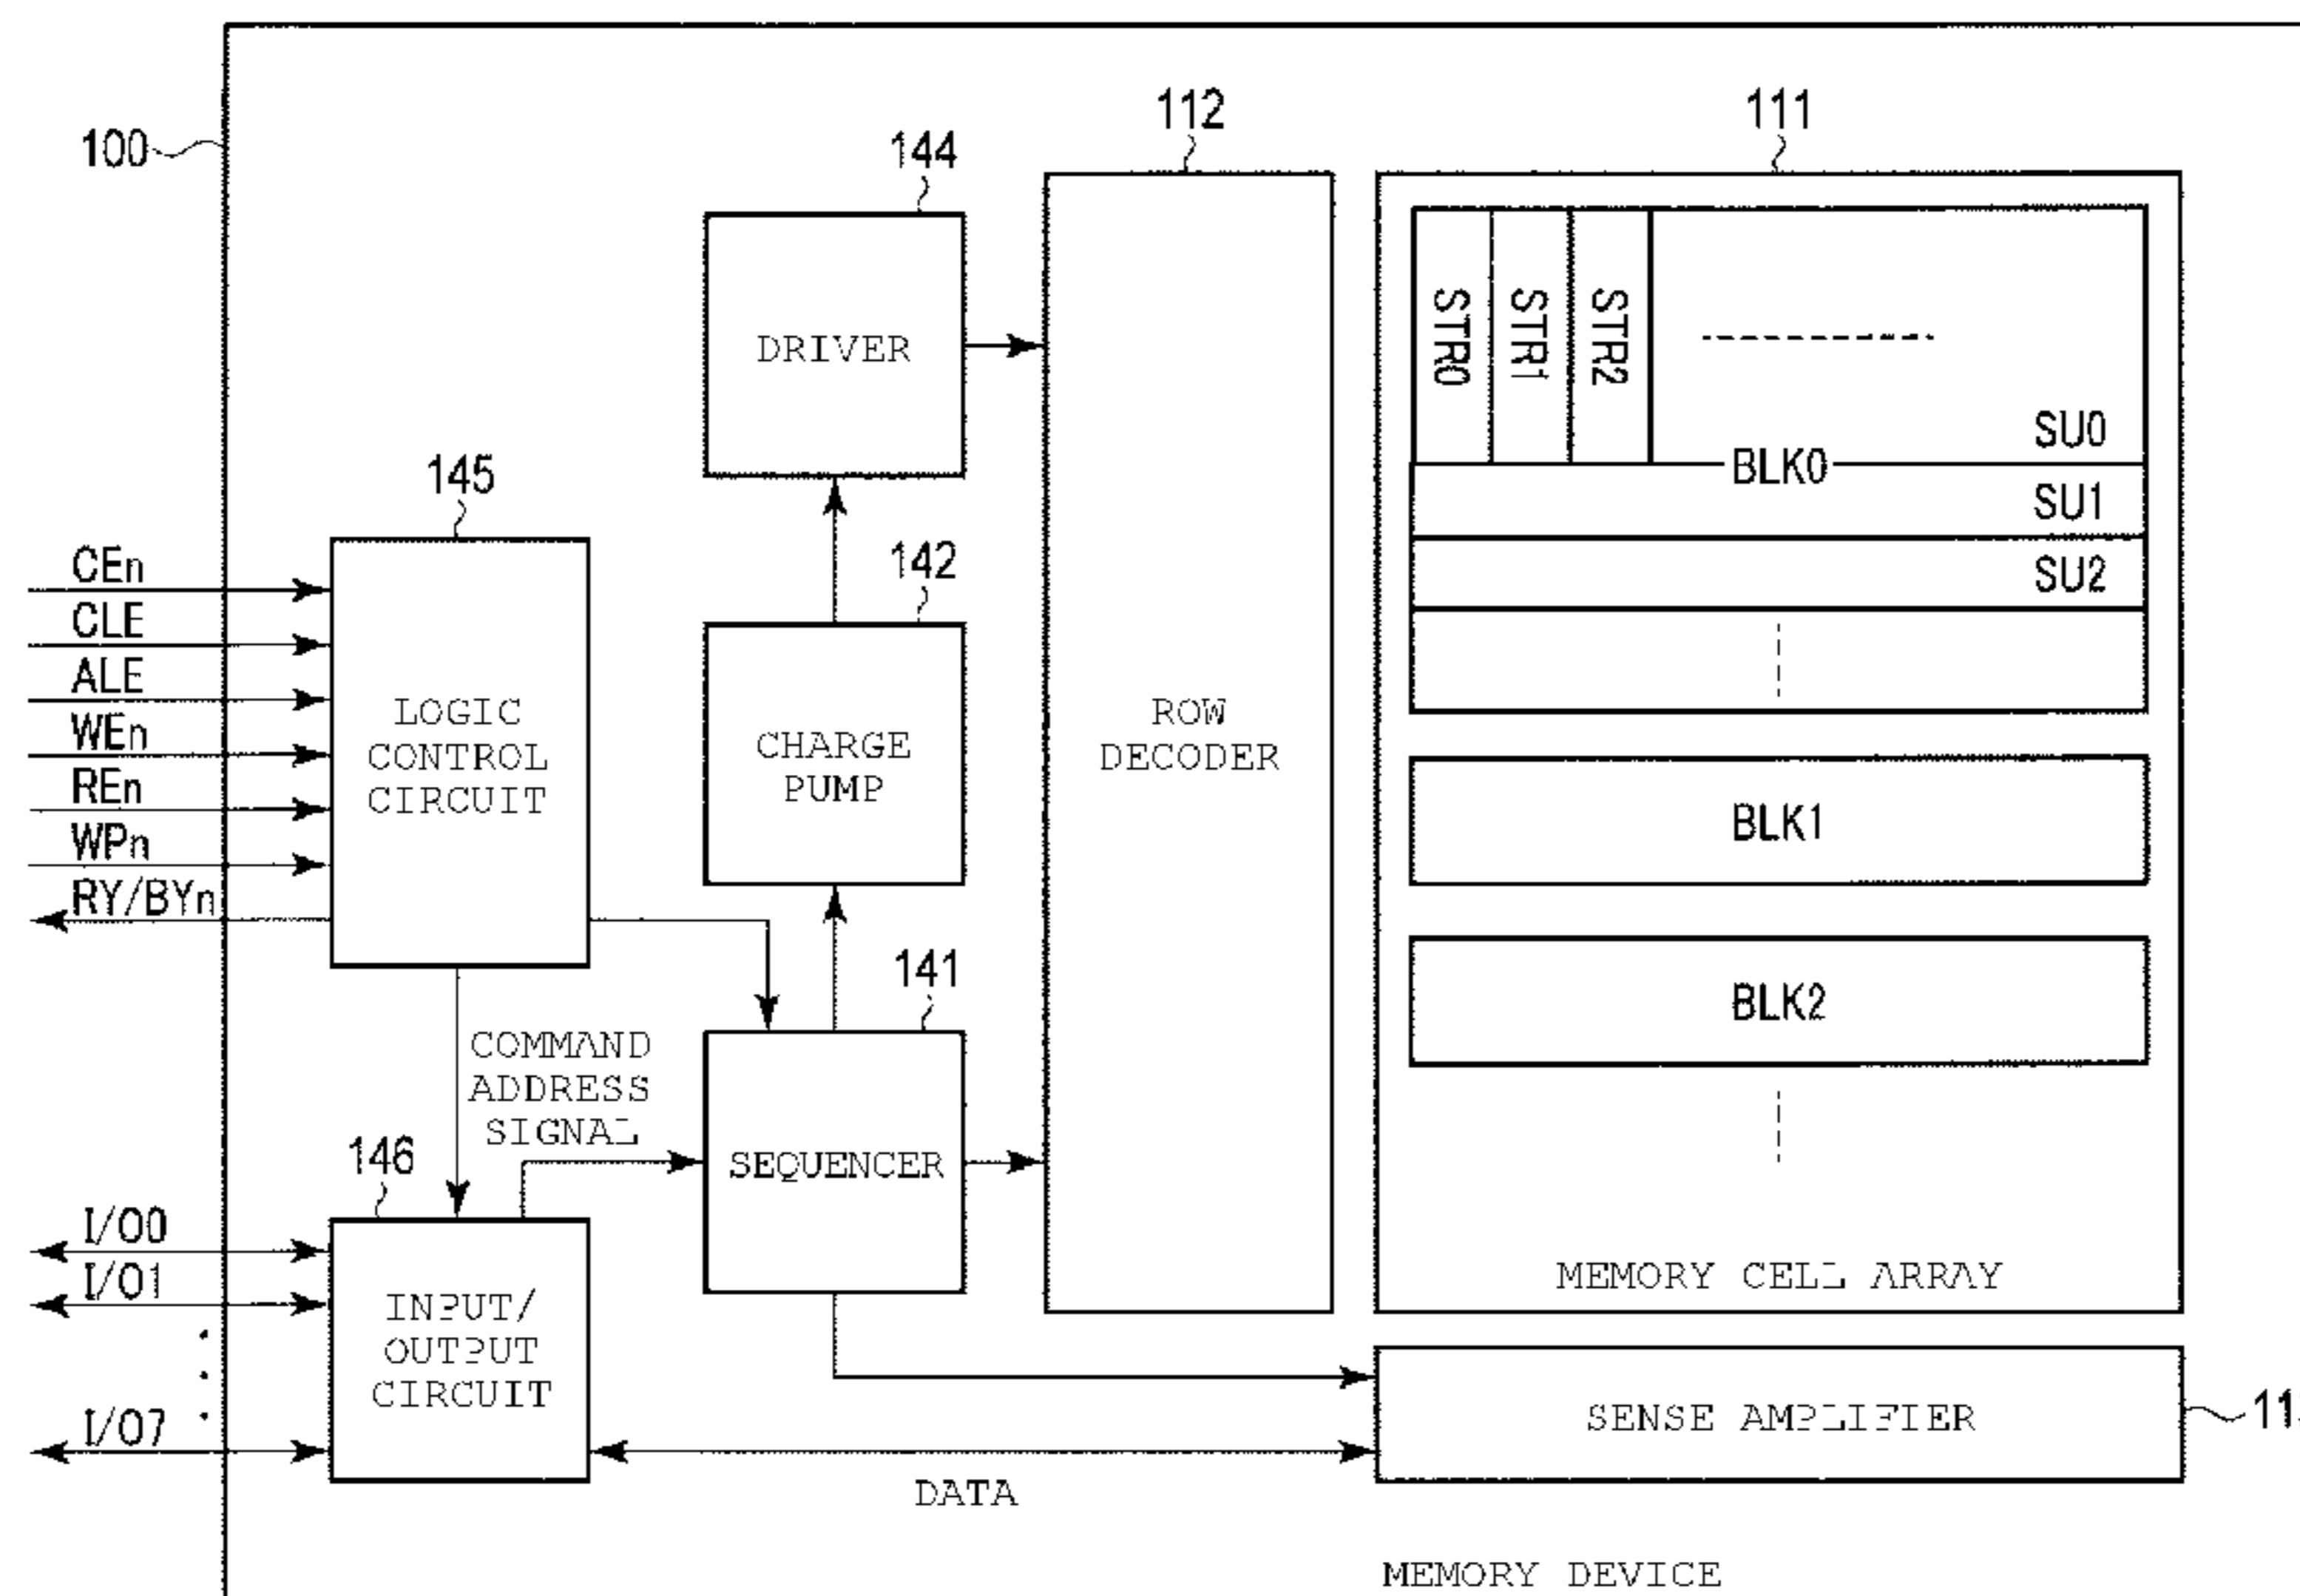 100
112
111
144
DRIVER
STR0
STR1
STR2
SU0
BLK0
SU1
SU2
145
142
CEn
CLE
ALE
WEn
REn
WPn
RY/BYn
LOGIC
CONTROL
CIRCUIT
CHARGE
PUMP
ROW
DECODER
BLK1
BLK2
141
COMMAND
ADDRESS
SIGNAL
SEQUENCER
146
I/O0
I/O1
I/O7
INPUT/
OUTPUT
CIRCUIT
MEMORY CELL ARRAY
SENSE AMPLIFIER
DATA
MEMORY DEVICE